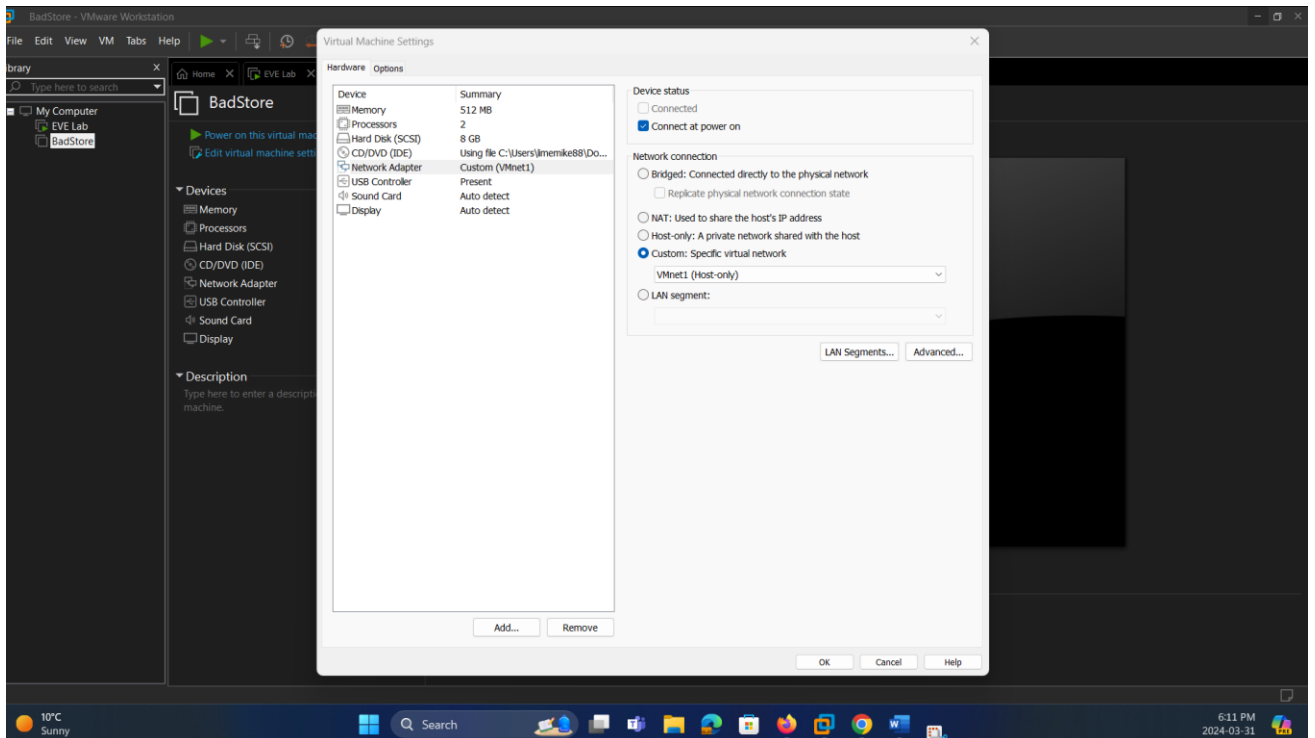 BadStore - VMware Workstation
File Edit View VM Tabs Help
Library
Type here to search
My Computer
EVE Lab
BadStore
Home
EVE Lab
BadStore
Power on this virtual mac
Edit virtual machine setti
Devices
Memory
Processors
Hard Disk (SCSI)
CD/DVD (IDE)
Network Adapter
USB Controller
Sound Card
Display
Description
Type here to enter a descripti
machine.
Virtual Machine Settings
Hardware Options
Device Summary
Memory 512 MB
Processors 2
Hard Disk (SCSI) 8 GB
CD/DVD (IDE) Using file C:\Users\limemike88\Do...
Network Adapter Custom (VMnet1)
USB Controller Present
Sound Card Auto detect
Display Auto detect
Add... Remove
Device status
Connected
Connect at power on
Network connection
Bridged: Connected directly to the physical network
Replicate physical network connection state
NAT: Used to share the host's IP address
Host-only: A private network shared with the host
Custom: Specific virtual network
VMnet1 (Host-only)
LAN segment:
LAN Segments... Advanced...
OK Cancel Help
10°C
Sunny
Search
6:11 PM
2024-03-31